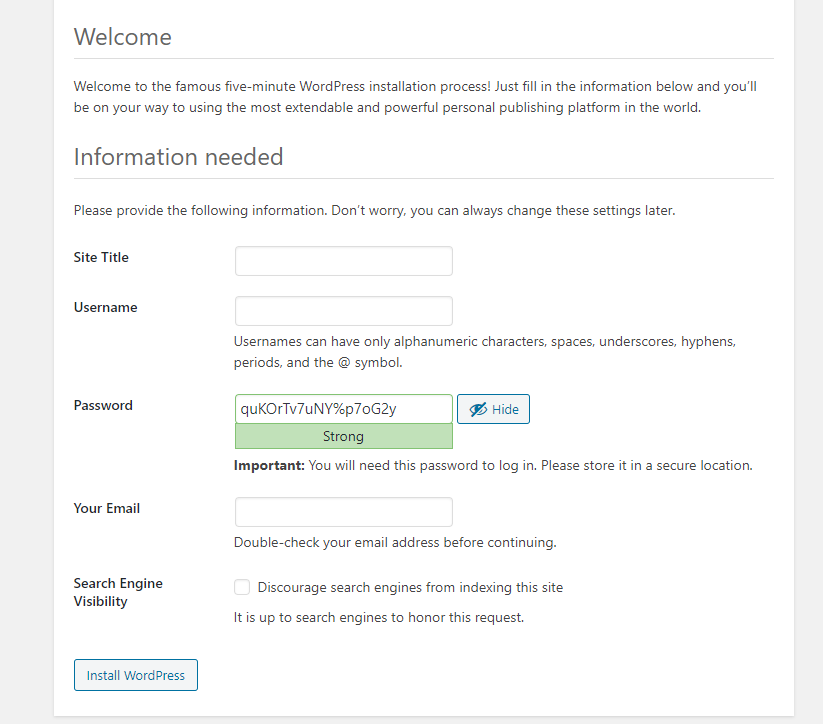 Welcome
Welcome to the famous five-minute WordPress installation process! Just fill in the information below and you’ll
be on your way to using the most extendable and powerful personal publishing platform in the world.
Information needed
Please provide the following information. Don’t worry, you can always change these settings later.
Site Title
Username
Usernames can have only alphanumeric characters, spaces, underscores, hyphens,
periods, and the @ symbol.
Password
quKOrTv7uNY%p7oG2y
Hide
Strong
Important: You will need this password to log in. Please store it in a secure location.
Your Email
Double-check your email address before continuing.
Search Engine
Visibility
Discourage search engines from indexing this site
It is up to search engines to honor this request.
Install WordPress